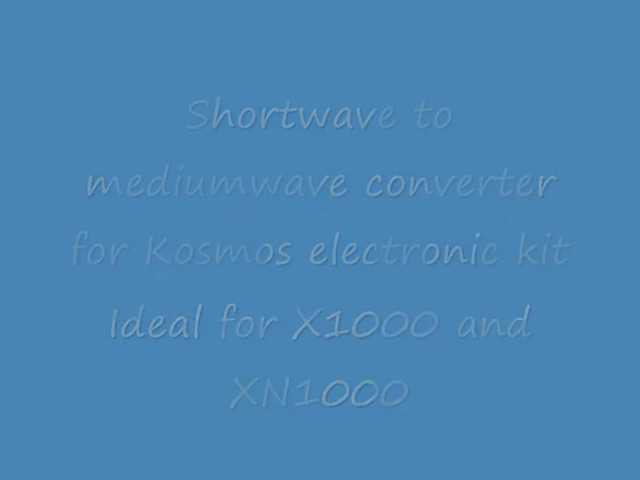 Shortwave to
mediumwave converter
for Kosmos electronic kit
Ideal for X1000 and
XN1000